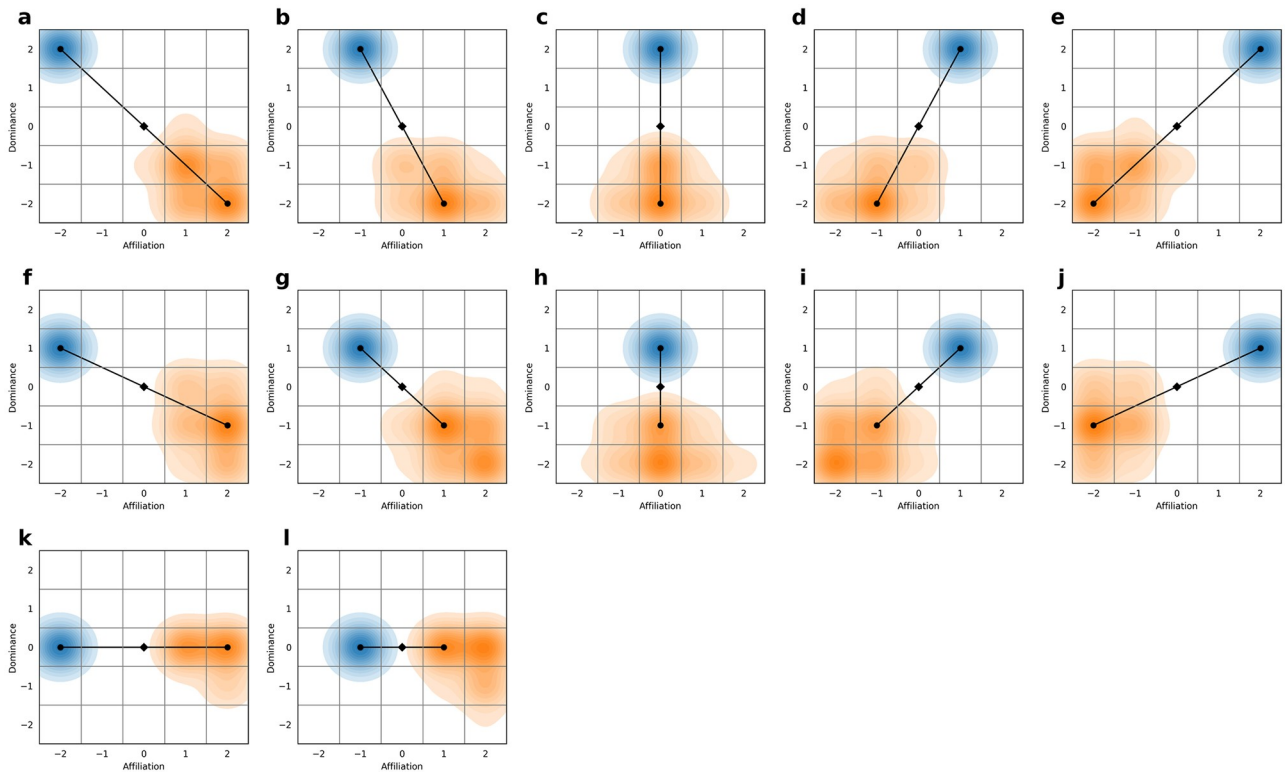 a b c d e
2 2 2 2 2
1 1 1 1 1
Dominance Dominance Dominance Dominance Dominance
0 0 0 0 0
−1 −1 −1 −1 −1
−2 −2 −2 −2 −2
−2 −1 0 1 2 −2 −1 0 1 2 −2 −1 0 1 2 −2 −1 0 1 2 −2 −1 0 1 2
Affiliation Affiliation Affiliation Affiliation Affiliation
f g h i j
2 2 2 2 2
1 1 1 1 1
Dominance Dominance Dominance Dominance Dominance
0 0 0 0 0
−1 −1 −1 −1 −1
−2 −2 −2 −2 −2
−2 −1 0 1 2 −2 −1 0 1 2 −2 −1 0 1 2 −2 −1 0 1 2 −2 −1 0 1 2
Affiliation Affiliation Affiliation Affiliation Affiliation
k l
2 2
1 1
Dominance Dominance
0 0
−1 −1
−2 −2
−2 −1 0 1 2 −2 −1 0 1 2
Affiliation Affiliation